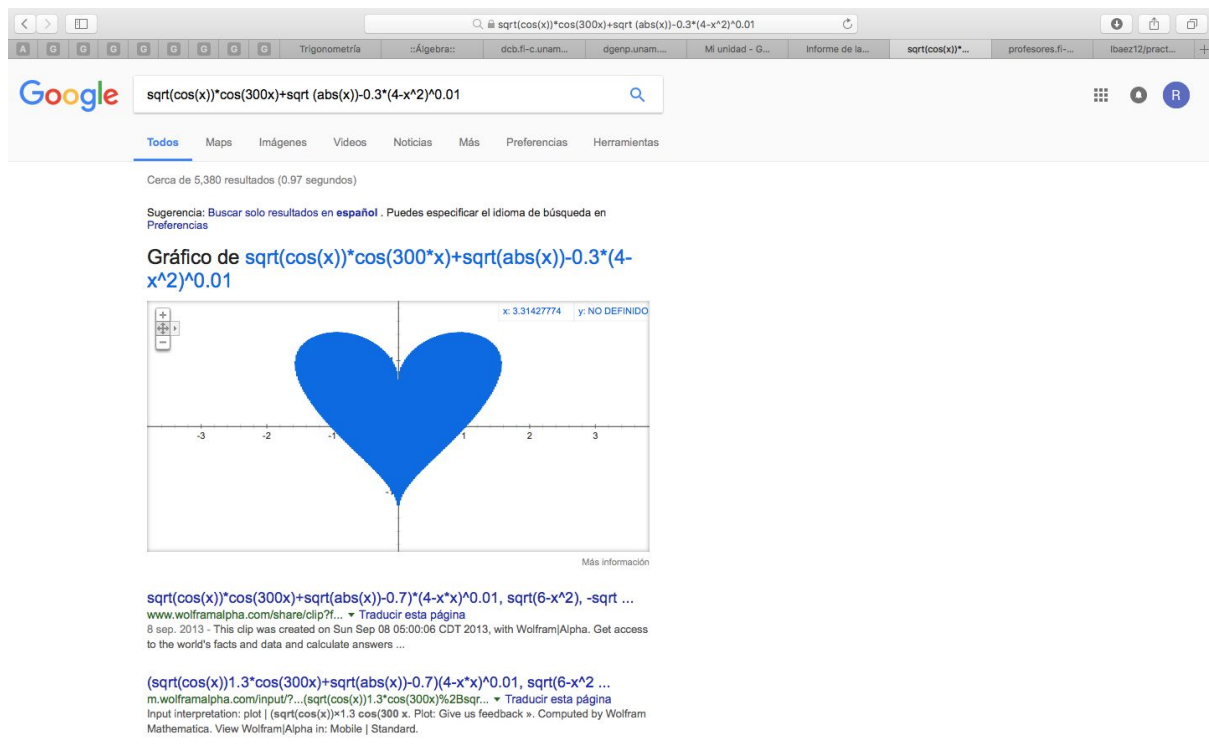 sqrt(cos(x))*cos(300x)+sqrt (abs(x))-0.3*(4-x^2)^0.01
A G G G G G G G G Trigonometría ::Álgebra:: dcb.fi-c.unam... dgenp.unam.... Mi unidad - G... Informe de la... sqrt(cos(x))*... profesores.fi-... lbaez12/pract...
Google sqrt(cos(x))*cos(300x)+sqrt (abs(x))-0.3*(4-x^2)^0.01 R
Todos Maps Imágenes Videos Noticias Más Preferencias Herramientas
Cerca de 5,380 resultados (0.97 segundos)
Sugerencia: Buscar solo resultados en español . Puedes especificar el idioma de búsqueda en
Preferencias
Gráfico de sqrt(cos(x))*cos(300*x)+sqrt(abs(x))-0.3*(4-
x^2)^0.01
x: 3.31427774 y: NO DEFINIDO
-3 -2 -1 1 2 3
Más información
sqrt(cos(x))*cos(300x)+sqrt(abs(x))-0.7)*(4-x*x)^0.01, sqrt(6-x^2), -sqrt ...
www.wolframalpha.com/share/clip?f... ▾ Traducir esta página
8 sep. 2013 - This clip was created on Sun Sep 08 05:00:06 CDT 2013, with Wolfram|Alpha. Get access
to the world's facts and data and calculate answers ...
(sqrt(cos(x))1.3*cos(300x)+sqrt(abs(x))-0.7)(4-x*x)^0.01, sqrt(6-x^2 ...
m.wolframalpha.com/input/?...(sqrt(cos(x))1.3*cos(300x)%2Bsqr... ▾ Traducir esta página
Input interpretation: plot | (sqrt(cos(x))×1.3 cos(300 x. Plot: Give us feedback ». Computed by Wolfram
Mathematica. View Wolfram|Alpha in: Mobile | Standard.